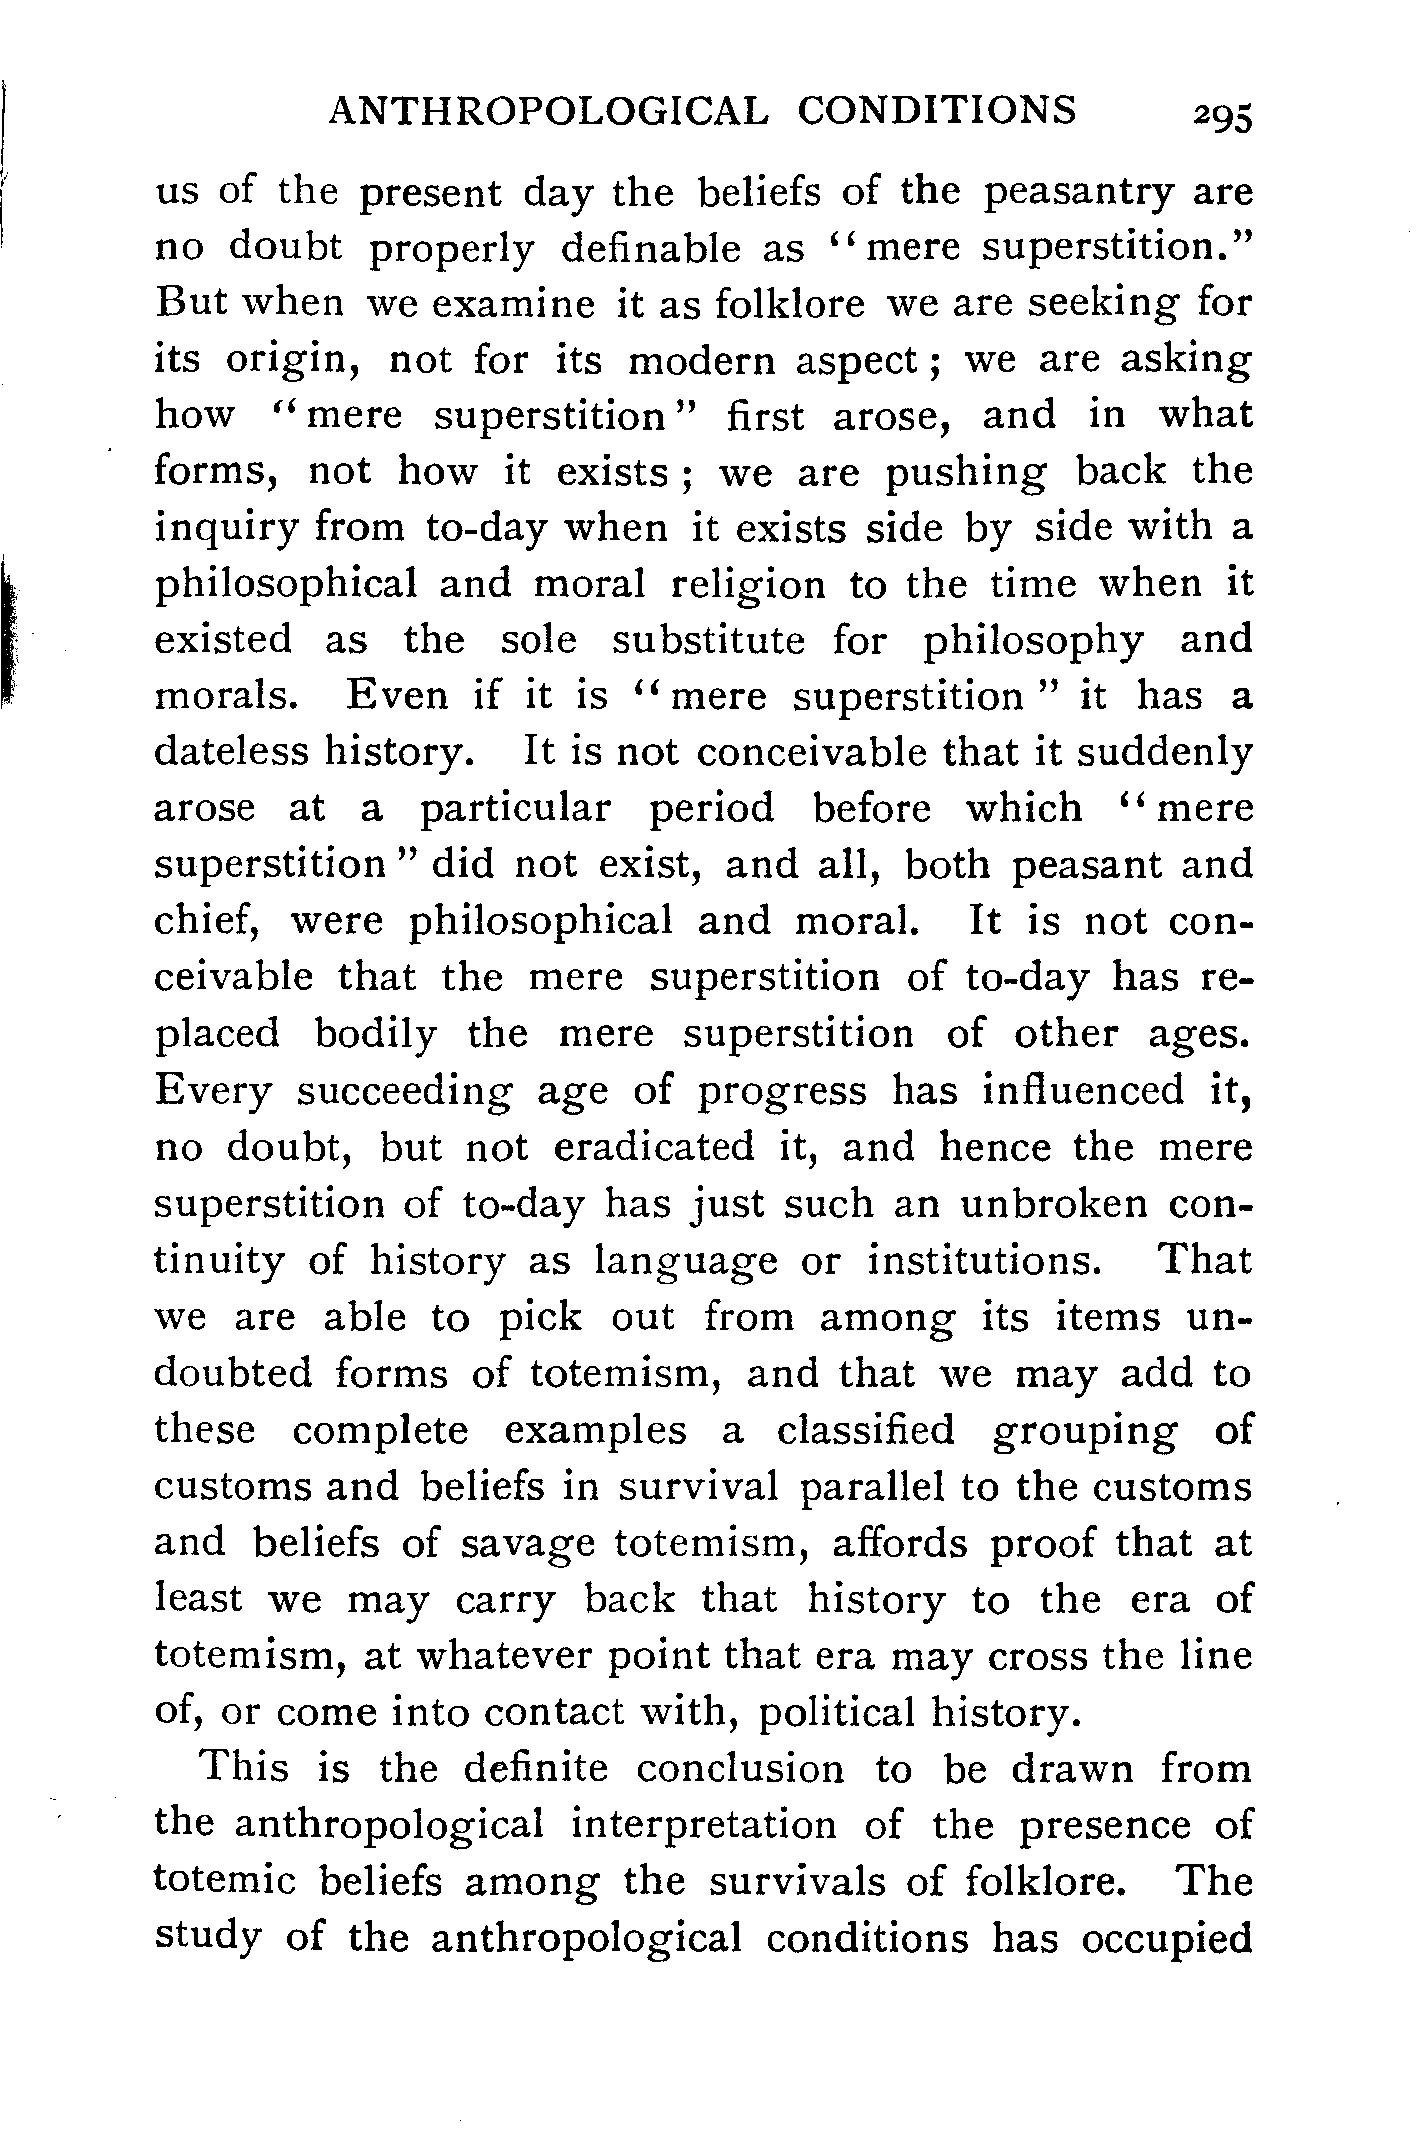 ANTHROPOLOGICAL CONDITIONS 295
us of the present day the beliefs of the peasantry are
no doubt properly definable as “mere superstition.”
But when we examine it as folklore we are seeking for
its origin, not for its modern aspect; we are asking
how “mere superstition” first arose, and in what
forms, not how it exists; we are pushing back the
inquiry from to-day when it exists side by side with a
philosophical and moral religion to the time when it
existed as the sole substitute for philosophy and
morals. Even if it is “mere superstition” it has a
dateless history. It is not conceivable that it suddenly
arose at a particular period before which “mere
superstition” did not exist, and all, both peasant and
chief, were philosophical and moral. It is not con-
ceivable that the mere superstition of to-day has re-
placed bodily the mere superstition of other ages.
Every succeeding age of progress has influenced it,
no doubt, but not eradicated it, and hence the mere
superstition of to-day has just such an unbroken con-
tinuity of history as language or institutions. That
we are able to pick out from among its items un-
doubted forms of totemism, and that we may add to
these complete examples a classified grouping of
customs and beliefs in survival parallel to the customs
and beliefs of savage totemism, affords proof that at
least we may carry back that history to the era of
totemism, at whatever point that era may cross the line
of, or come into contact with, political history.
This is the definite conclusion to be drawn from
the anthropological interpretation of the presence of
totemic beliefs among the survivals of folklore. The
study of the anthropological conditions has occupied